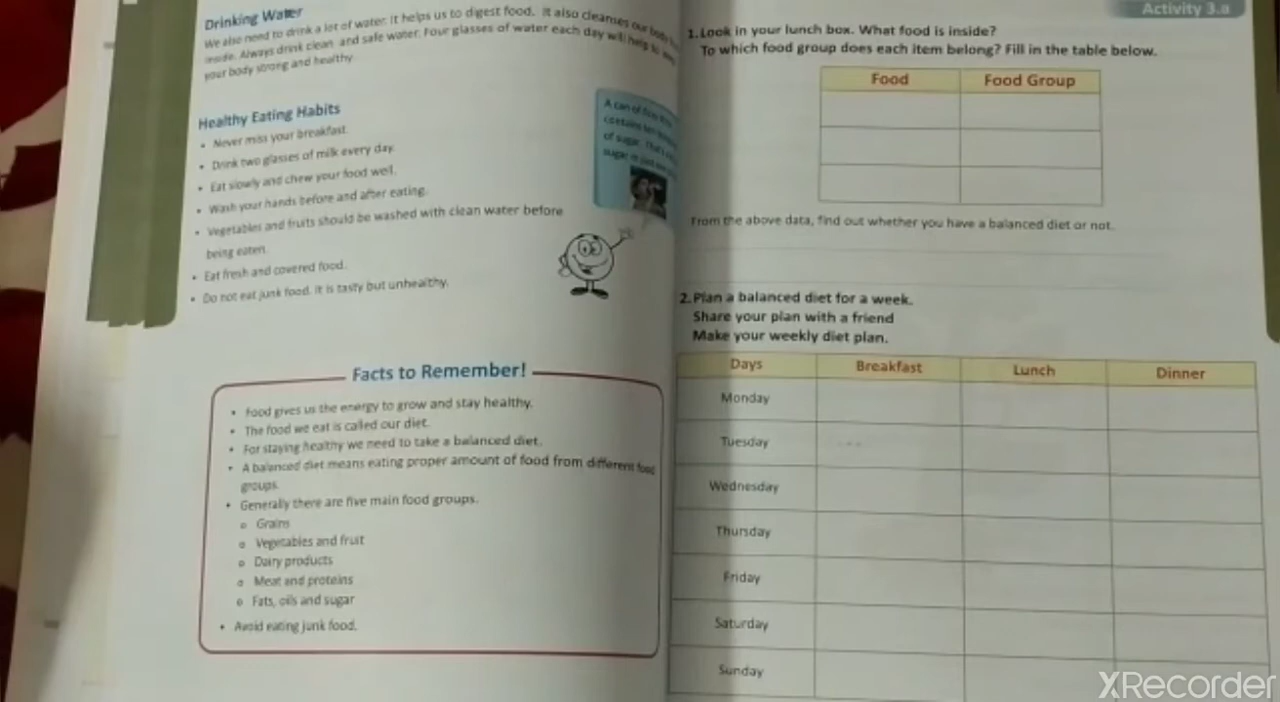 Drinking Water
We also need to drink a lot of water. It helps us to digest food. It also cleanses our body
inside. Always drink clean and safe water. Four glasses of water each day will help to
your body strong and healthy.
Healthy Eating Habits
• Never miss your breakfast.
• Drink two glasses of milk every day.
• Eat slowly and chew your food well.
• Wash your hands before and after eating.
• Vegetables and fruits should be washed with clean water before
being eaten.
• Eat fresh and covered food.
• Do not eat junk food. It is tasty but unhealthy.
A can of
contains
of sugar. That's
sugar in just
Facts to Remember!
• Food gives us the energy to grow and stay healthy.
• The food we eat is called our diet.
• For staying healthy we need to take a balanced diet.
• A balanced diet means eating proper amount of food from different food
groups.
• Generally there are five main food groups.
o Grains
o Vegetables and fruit
o Dairy products
o Meat and proteins
o Fats, oils and sugar
• Avoid eating junk food.
Activity 3.a
1. Look in your lunch box. What food is inside?
To which food group does each item belong? Fill in the table below.
Food Food Group
From the above data, find out whether you have a balanced diet or not.
2. Plan a balanced diet for a week.
Share your plan with a friend
Make your weekly diet plan.
Days Breakfast Lunch Dinner
Monday
Tuesday
Wednesday
Thursday
Friday
Saturday
Sunday
XRecorder